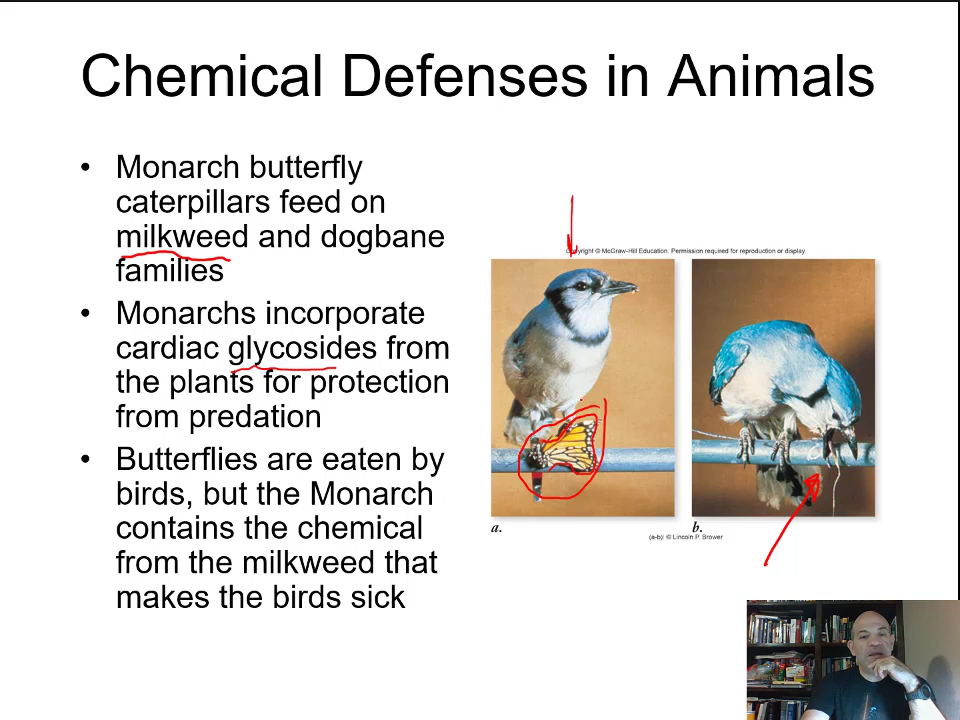 Chemical Defenses in Animals
• Monarch butterfly
caterpillars feed on
milkweed and dogbane
families
• Monarchs incorporate
cardiac glycosides from
the plants for protection
from predation
• Butterflies are eaten by
birds, but the Monarch
contains the chemical
from the milkweed that
makes the birds sick
Copyright © McGraw-Hill Education. Permission required for reproduction or display.
a.
b.
(a-b): © Lincoln P. Brower